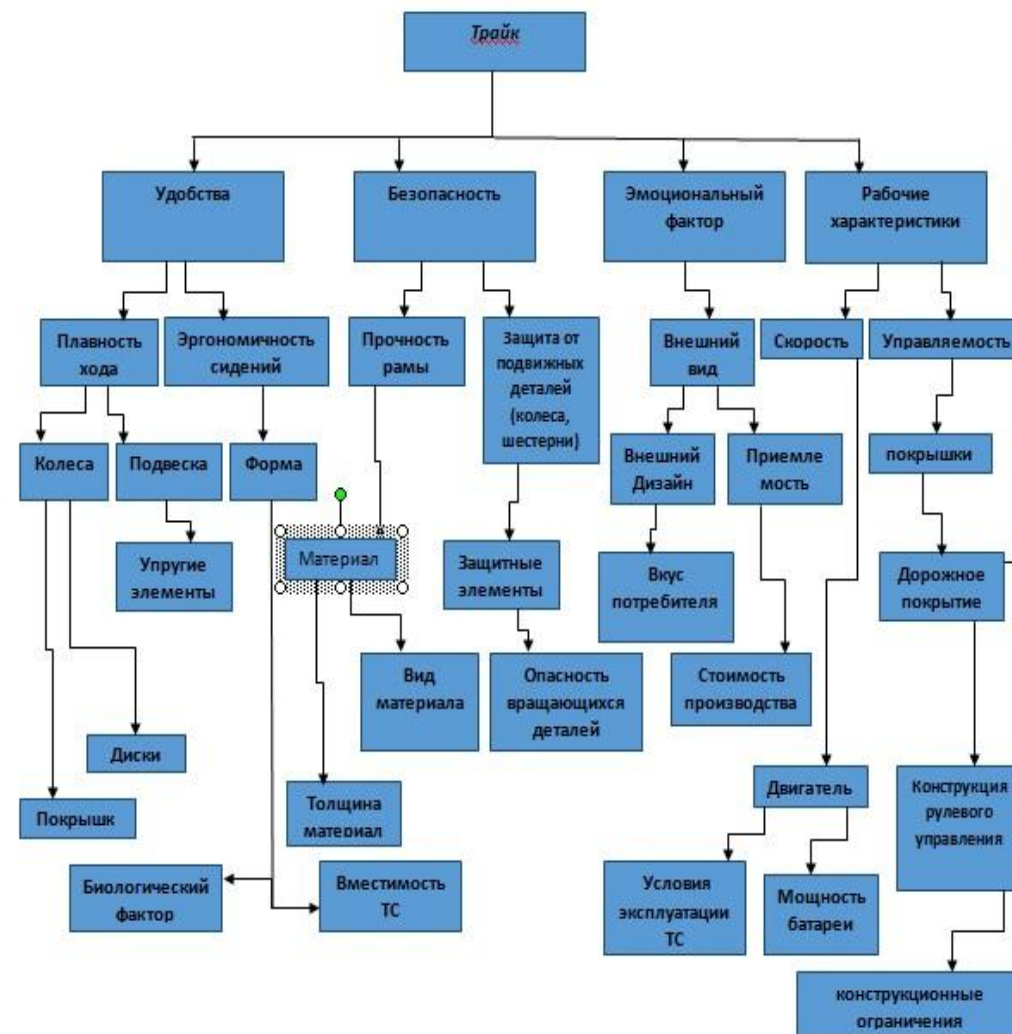 Трайк
Удобства
Безопасность
Эмоциональный
фактор
Рабочие
характеристики
Плавность
хода
Эргономичность
сидений
Прочность
рамы
Защита от
подвижных
деталей
(колеса,
шестерни)
Внешний
вид
Скорость
Управляемость
Колеса
Подвеска
Форма
Внешний
Дизайн
Приемле
мость
покрышки
Упругие
элементы
Материал
Защитные
элементы
Вкус
потребителя
Дорожное
покрытие
Вид
материала
Опасность
вращающихся
деталей
Стоимость
производства
Диски
Покрышк
Толщина
материал
Двигатель
Конструкция
рулевого
управления
Биологический
фактор
Вместимость
ТС
Условия
эксплуатации
ТС
Мощность
батареи
конструкционные
ограничения